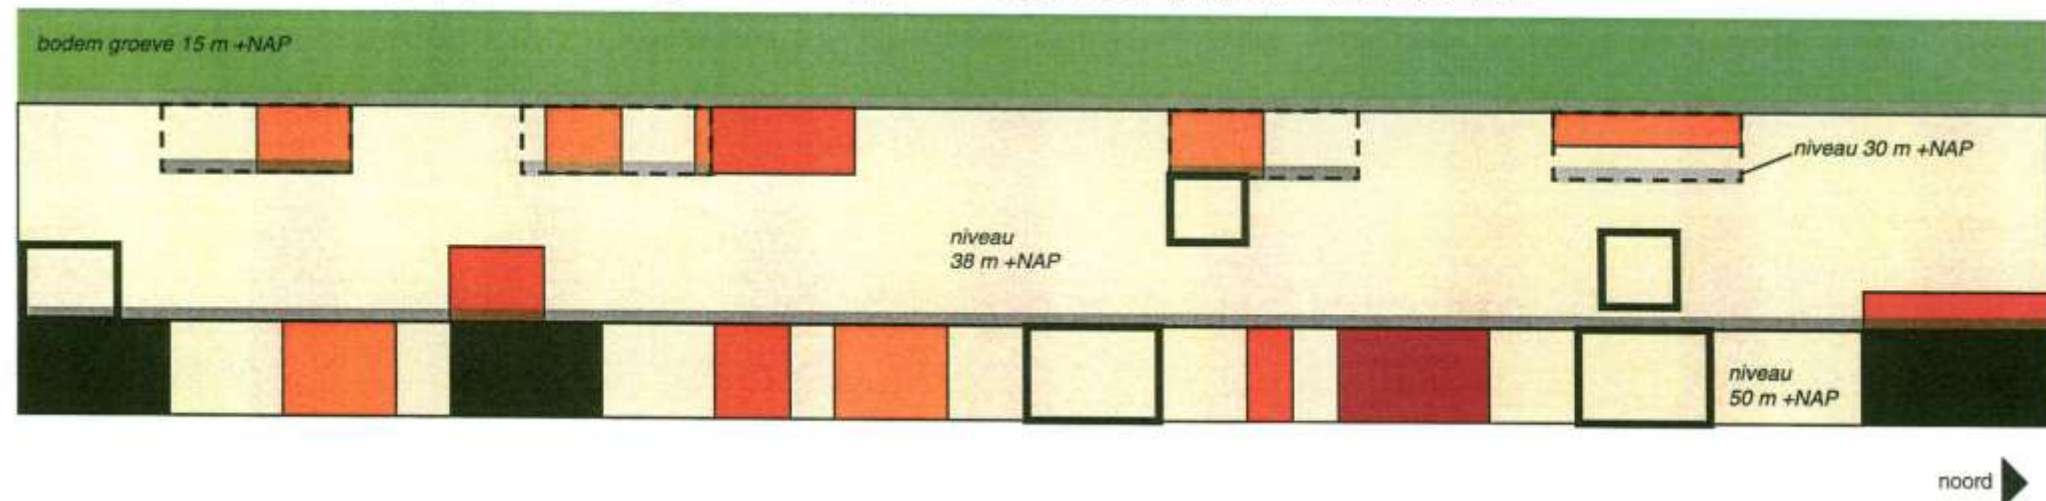 bodem groeve 15 m +NAP
niveau 30 m +NAP
niveau
38 m +NAP
niveau
50 m +NAP
noord